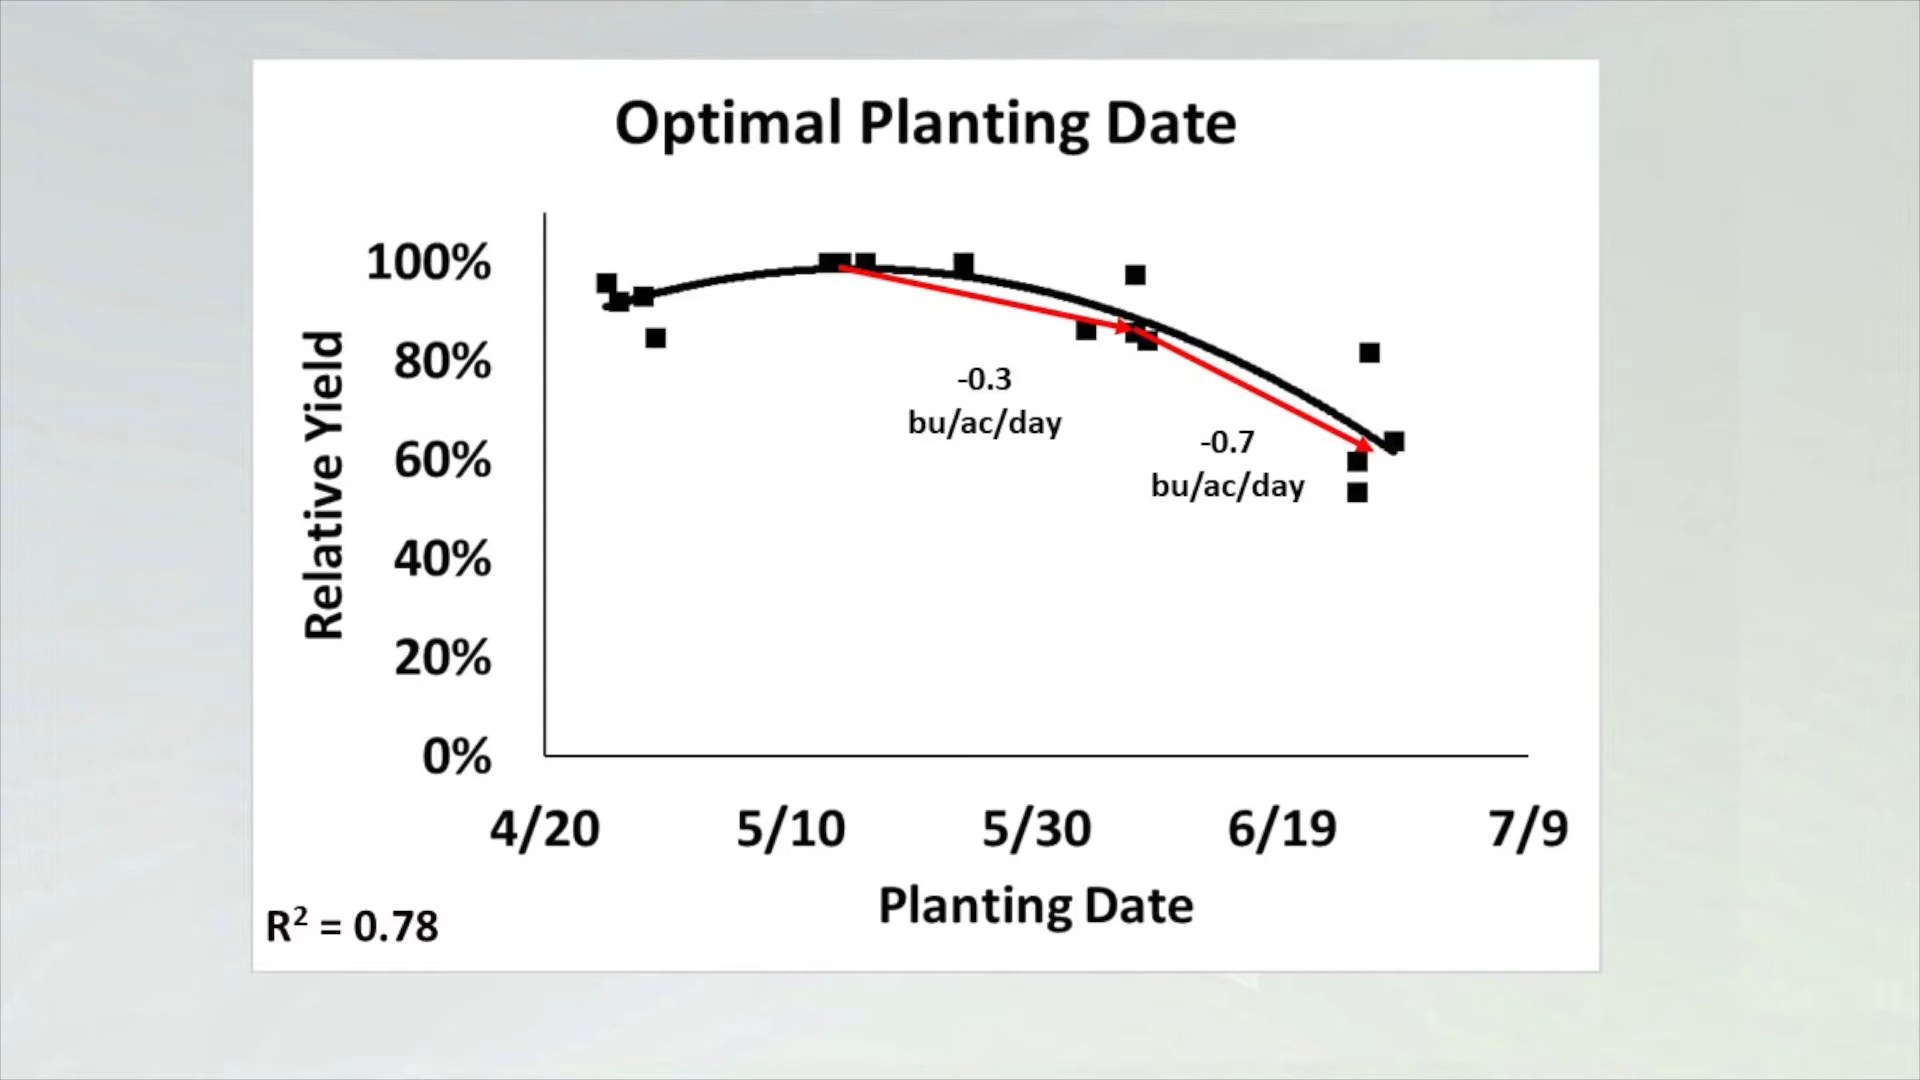 Optimal Planting Date
Relative Yield
100%
80%
60%
40%
20%
0%
-0.3
bu/ac/day
-0.7
bu/ac/day
4/20 5/10 5/30 6/19 7/9
Planting Date
R² = 0.78